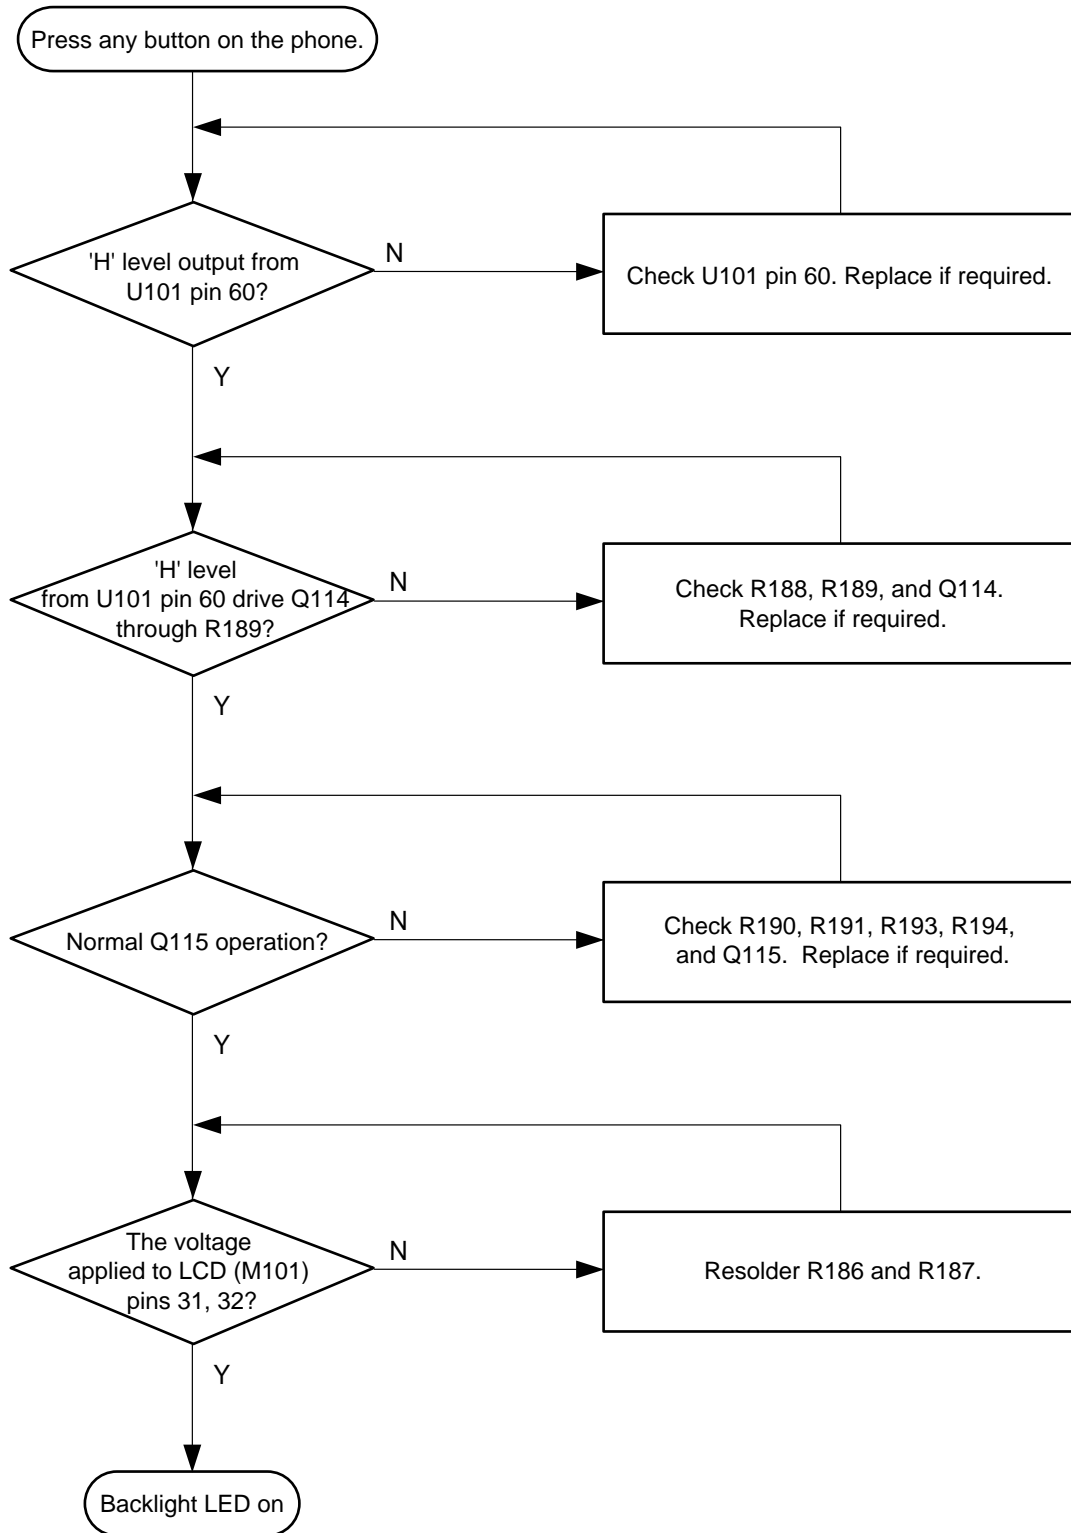 Press any button on the phone.
'H' level output from
U101 pin 60?
N
Check U101 pin 60. Replace if required.
Y
'H' level
from U101 pin 60 drive Q114
through R189?
N
Check R188, R189, and Q114.
Replace if required.
Y
Normal Q115 operation?
N
Check R190, R191, R193, R194,
and Q115. Replace if required.
Y
The voltage
applied to LCD (M101)
pins 31, 32?
N
Resolder R186 and R187.
Y
Backlight LED on